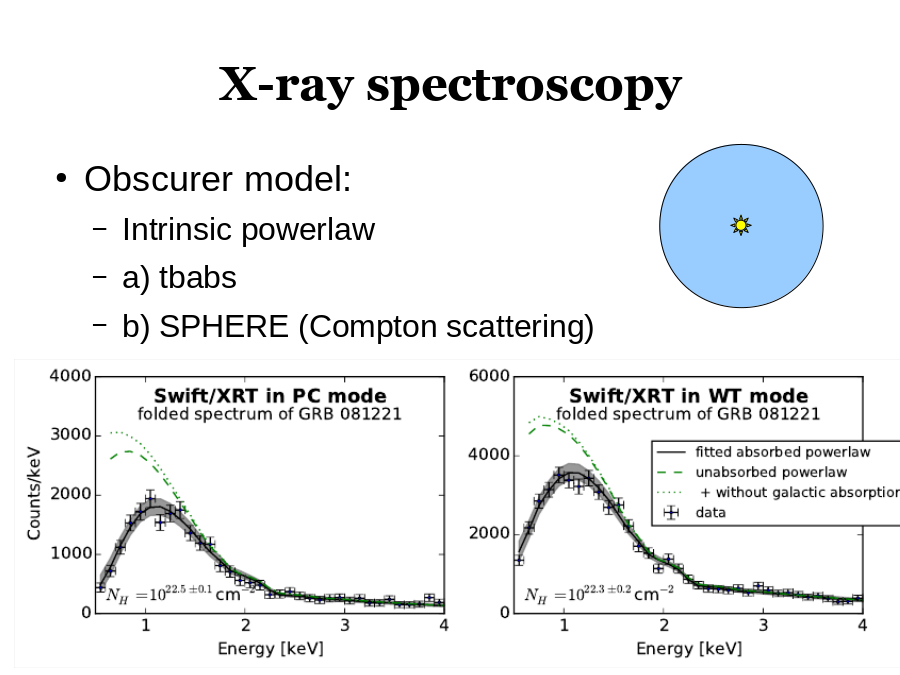 X-ray spectroscopy
• Obscurer model:
– Intrinsic powerlaw
– a) tbabs
– b) SPHERE (Compton scattering)
Swift/XRT in PC mode
folded spectrum of GRB 081221
Counts/keV
4000
3000
2000
1000
0
N_H =10^{22.5 ±0.1} cm^{−2}
1 2 3 4
Energy [keV]
Swift/XRT in WT mode
folded spectrum of GRB 081221
6000
4000
2000
0
fitted absorbed powerlaw
unabsorbed powerlaw
+ without galactic absorption
data
N_H =10^{22.3 ±0.2} cm^{−2}
1 2 3 4
Energy [keV]